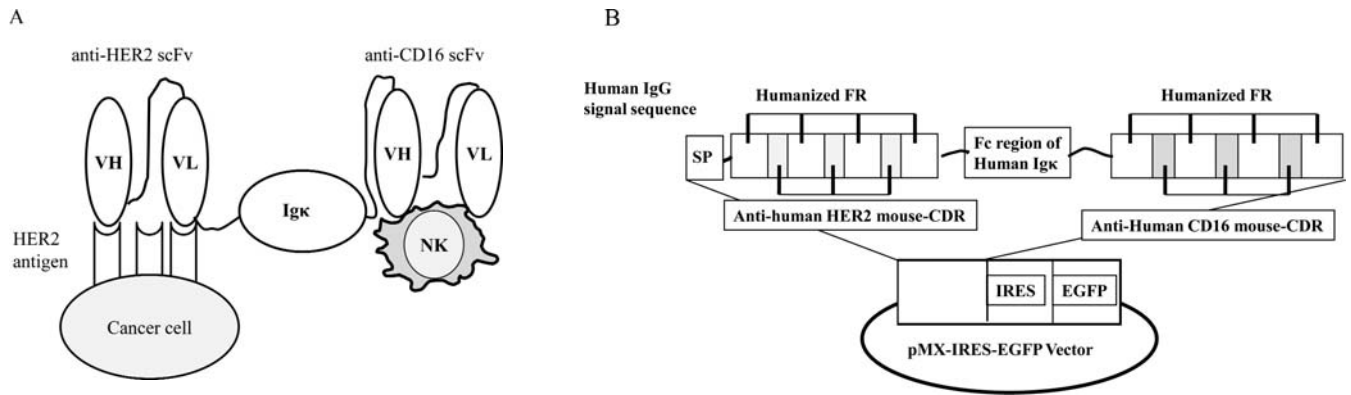 A
anti-HER2 scFv
anti-CD16 scFv
VH
VL
VH
VL
Igκ
HER2
antigen
NK
Cancer cell
B
Human IgG
signal sequence
Humanized FR
Humanized FR
SP
Fc region of
Human Igκ
Anti-human HER2 mouse-CDR
Anti-Human CD16 mouse-CDR
IRES
EGFP
pMX-IRES-EGFP Vector